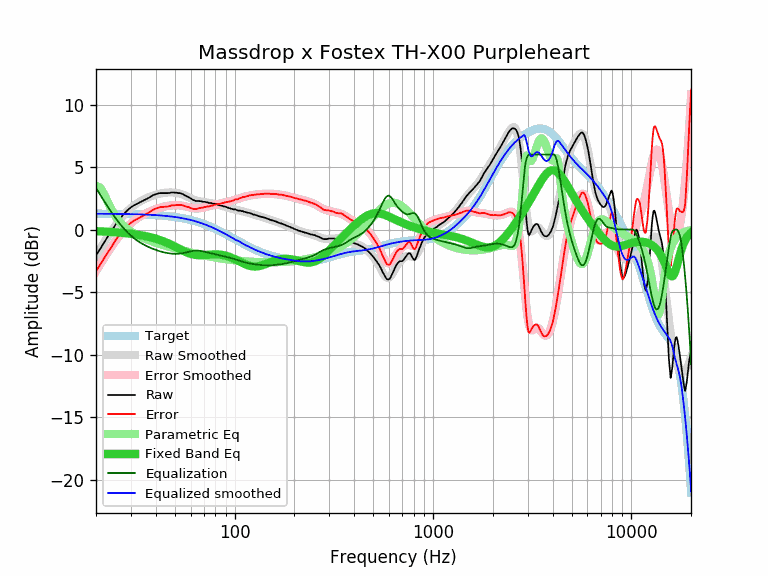 Massdrop x Fostex TH-X00 Purpleheart
Amplitude (dBr)
10
5
0
−5
−10
−15
−20
Target
Raw Smoothed
Error Smoothed
Raw
Error
Parametric Eq
Fixed Band Eq
Equalization
Equalized smoothed
100 1000 10000
Frequency (Hz)